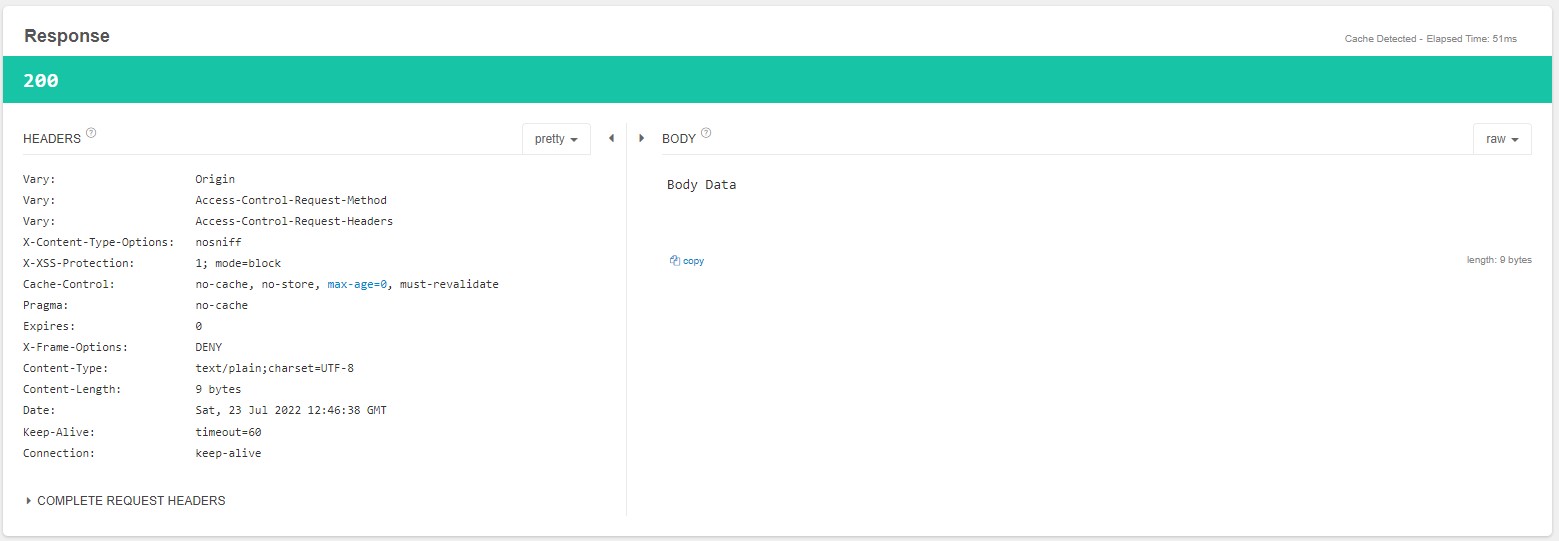 Response
Cache Detected - Elapsed Time: 51ms
200
HEADERS ?
pretty
BODY ?
raw
Vary: Origin
Vary: Access-Control-Request-Method
Vary: Access-Control-Request-Headers
X-Content-Type-Options: nosniff
X-XSS-Protection: 1; mode=block
Cache-Control: no-cache, no-store, max-age=0, must-revalidate
Pragma: no-cache
Expires: 0
X-Frame-Options: DENY
Content-Type: text/plain;charset=UTF-8
Content-Length: 9 bytes
Date: Sat, 23 Jul 2022 12:46:38 GMT
Keep-Alive: timeout=60
Connection: keep-alive
COMPLETE REQUEST HEADERS
Body Data
copy
length: 9 bytes